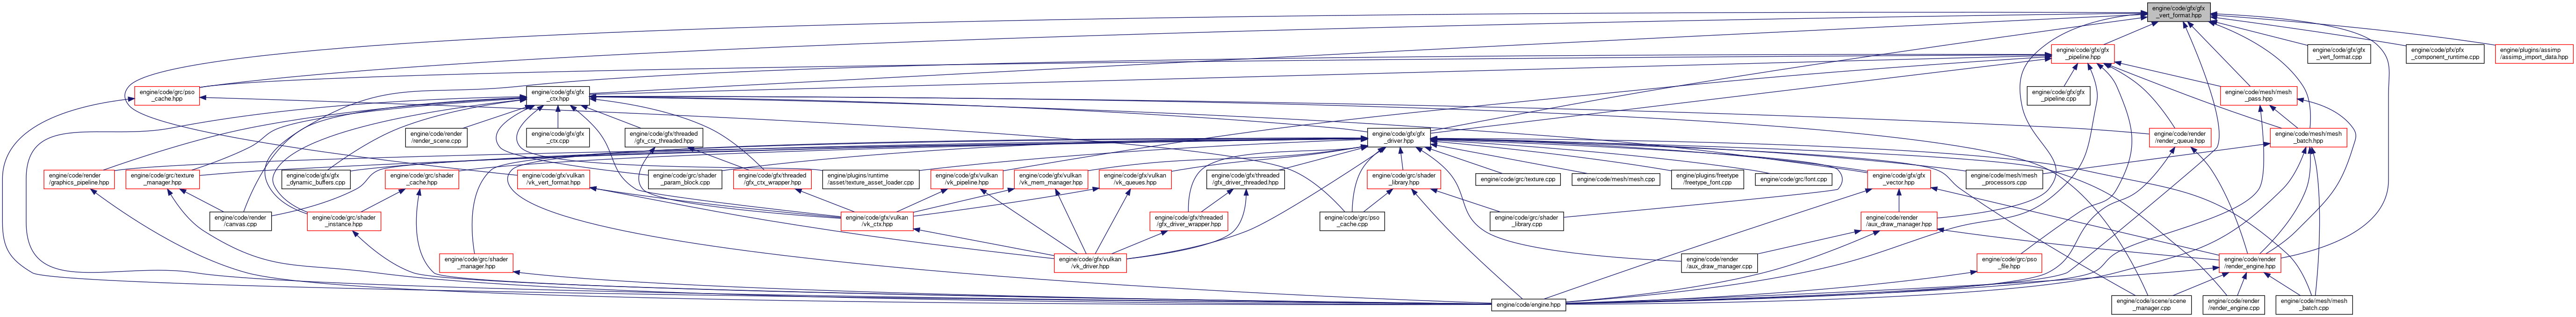 engine/code/gfx/gfx
_vert_format.hpp
engine/code/gfx/gfx
_pipeline.hpp
engine/code/gfx/gfx
_vert_format.cpp
engine/code/pfx/pfx
_component_runtime.cpp
engine/plugins/assimp
/assimp_import_data.hpp
engine/code/grc/pso
_cache.hpp
engine/code/gfx/gfx
_ctx.hpp
engine/code/gfx/gfx
_pipeline.cpp
engine/code/mesh/mesh
_pass.hpp
engine/code/render
/render_scene.cpp
engine/code/gfx/gfx
_ctx.cpp
engine/code/gfx/threaded
/gfx_ctx_threaded.hpp
engine/code/gfx/gfx
_driver.hpp
engine/code/render
/render_queue.hpp
engine/code/mesh/mesh
_batch.hpp
engine/code/render
/graphics_pipeline.hpp
engine/code/grc/texture
_manager.hpp
engine/code/gfx/gfx
_dynamic_buffers.cpp
engine/code/grc/shader
_cache.hpp
engine/code/gfx/vulkan
/vk_vert_format.hpp
engine/code/grc/shader
_param_block.cpp
engine/code/gfx/threaded
/gfx_ctx_wrapper.hpp
engine/plugins/runtime
/asset/texture_asset_loader.cpp
engine/code/gfx/vulkan
/vk_pipeline.hpp
engine/code/gfx/vulkan
/vk_mem_manager.hpp
engine/code/gfx/vulkan
/vk_queues.hpp
engine/code/gfx/threaded
/gfx_driver_threaded.hpp
engine/code/grc/shader
_library.hpp
engine/code/grc/texture.cpp
engine/code/mesh/mesh.cpp
engine/plugins/freetype
/freetype_font.cpp
engine/code/grc/font.cpp
engine/code/gfx/gfx
_vector.hpp
engine/code/mesh/mesh
_processors.cpp
engine/code/render
/canvas.cpp
engine/code/grc/shader
_instance.hpp
engine/code/gfx/vulkan
/vk_ctx.hpp
engine/code/gfx/threaded
/gfx_driver_wrapper.hpp
engine/code/grc/pso
_cache.cpp
engine/code/grc/shader
_library.cpp
engine/code/render
/aux_draw_manager.hpp
engine/code/grc/shader
_manager.hpp
engine/code/gfx/vulkan
/vk_driver.hpp
engine/code/render
/aux_draw_manager.cpp
engine/code/grc/pso
_file.hpp
engine/code/render
/render_engine.hpp
engine/code/engine.hpp
engine/code/scene/scene
_manager.cpp
engine/code/render
/render_engine.cpp
engine/code/mesh/mesh
_batch.cpp